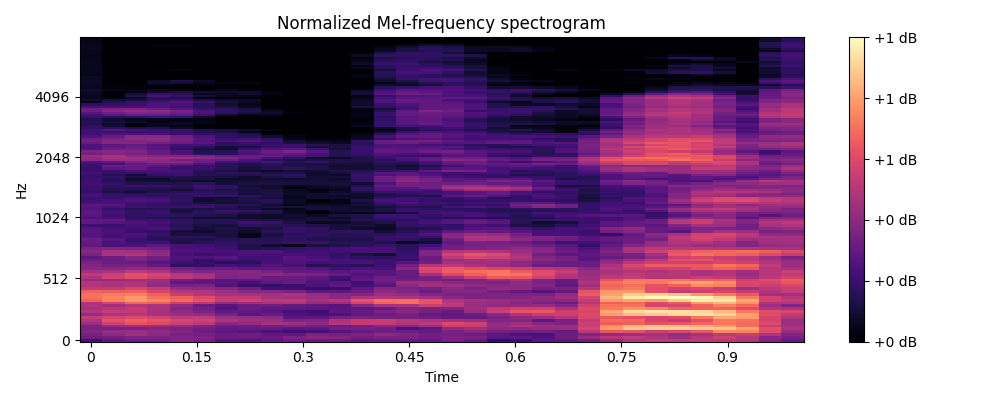 Normalized Mel-frequency spectrogram
Hz
4096
2048
1024
512
0
0 0.15 0.3 0.45 0.6 0.75 0.9
Time
+1 dB
+1 dB
+1 dB
+0 dB
+0 dB
+0 dB